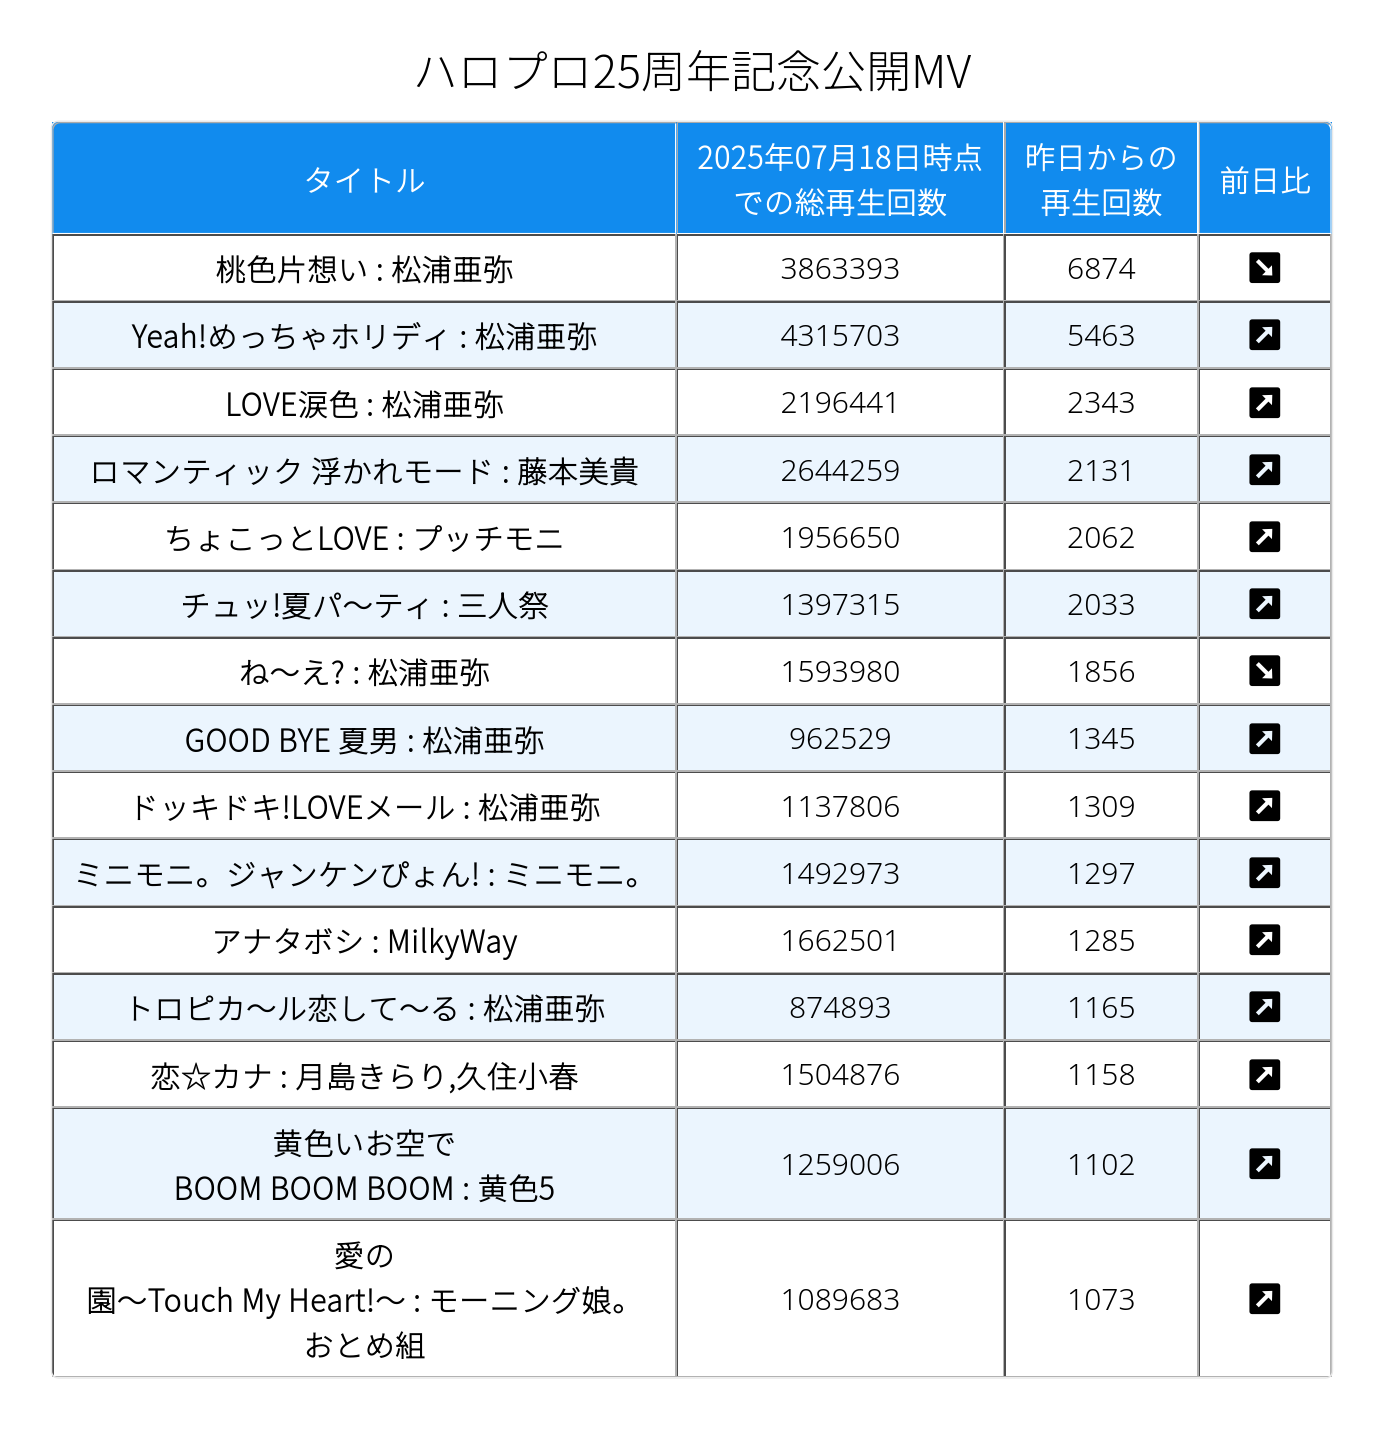 ハロプロ25周年記念公開MV
タイトル
2025年07月18日時点
での総再生回数
昨日からの
再生回数
前日比
桃色片想い : 松浦亜弥 3863393 6874 ↘
Yeah!めっちゃホリディ : 松浦亜弥 4315703 5463 ↗
LOVE涙色 : 松浦亜弥 2196441 2343 ↗
ロマンティック 浮かれモード : 藤本美貴 2644259 2131 ↗
ちょこっとLOVE : プッチモニ 1956650 2062 ↗
チュッ!夏パ〜ティ : 三人祭 1397315 2033 ↗
ね〜え? : 松浦亜弥 1593980 1856 ↘
GOOD BYE 夏男 : 松浦亜弥 962529 1345 ↗
ドッキドキ!LOVEメール : 松浦亜弥 1137806 1309 ↗
ミニモニ。ジャンケンぴょん! : ミニモニ。 1492973 1297 ↗
アナタボシ : MilkyWay 1662501 1285 ↗
トロピカ〜ル恋して〜る : 松浦亜弥 874893 1165 ↗
恋☆カナ : 月島きらり,久住小春 1504876 1158 ↗
黄色いお空で
BOOM BOOM BOOM : 黄色5 1259006 1102 ↗
愛の
園〜Touch My Heart!〜 : モーニング娘。
おとめ組 1089683 1073 ↗